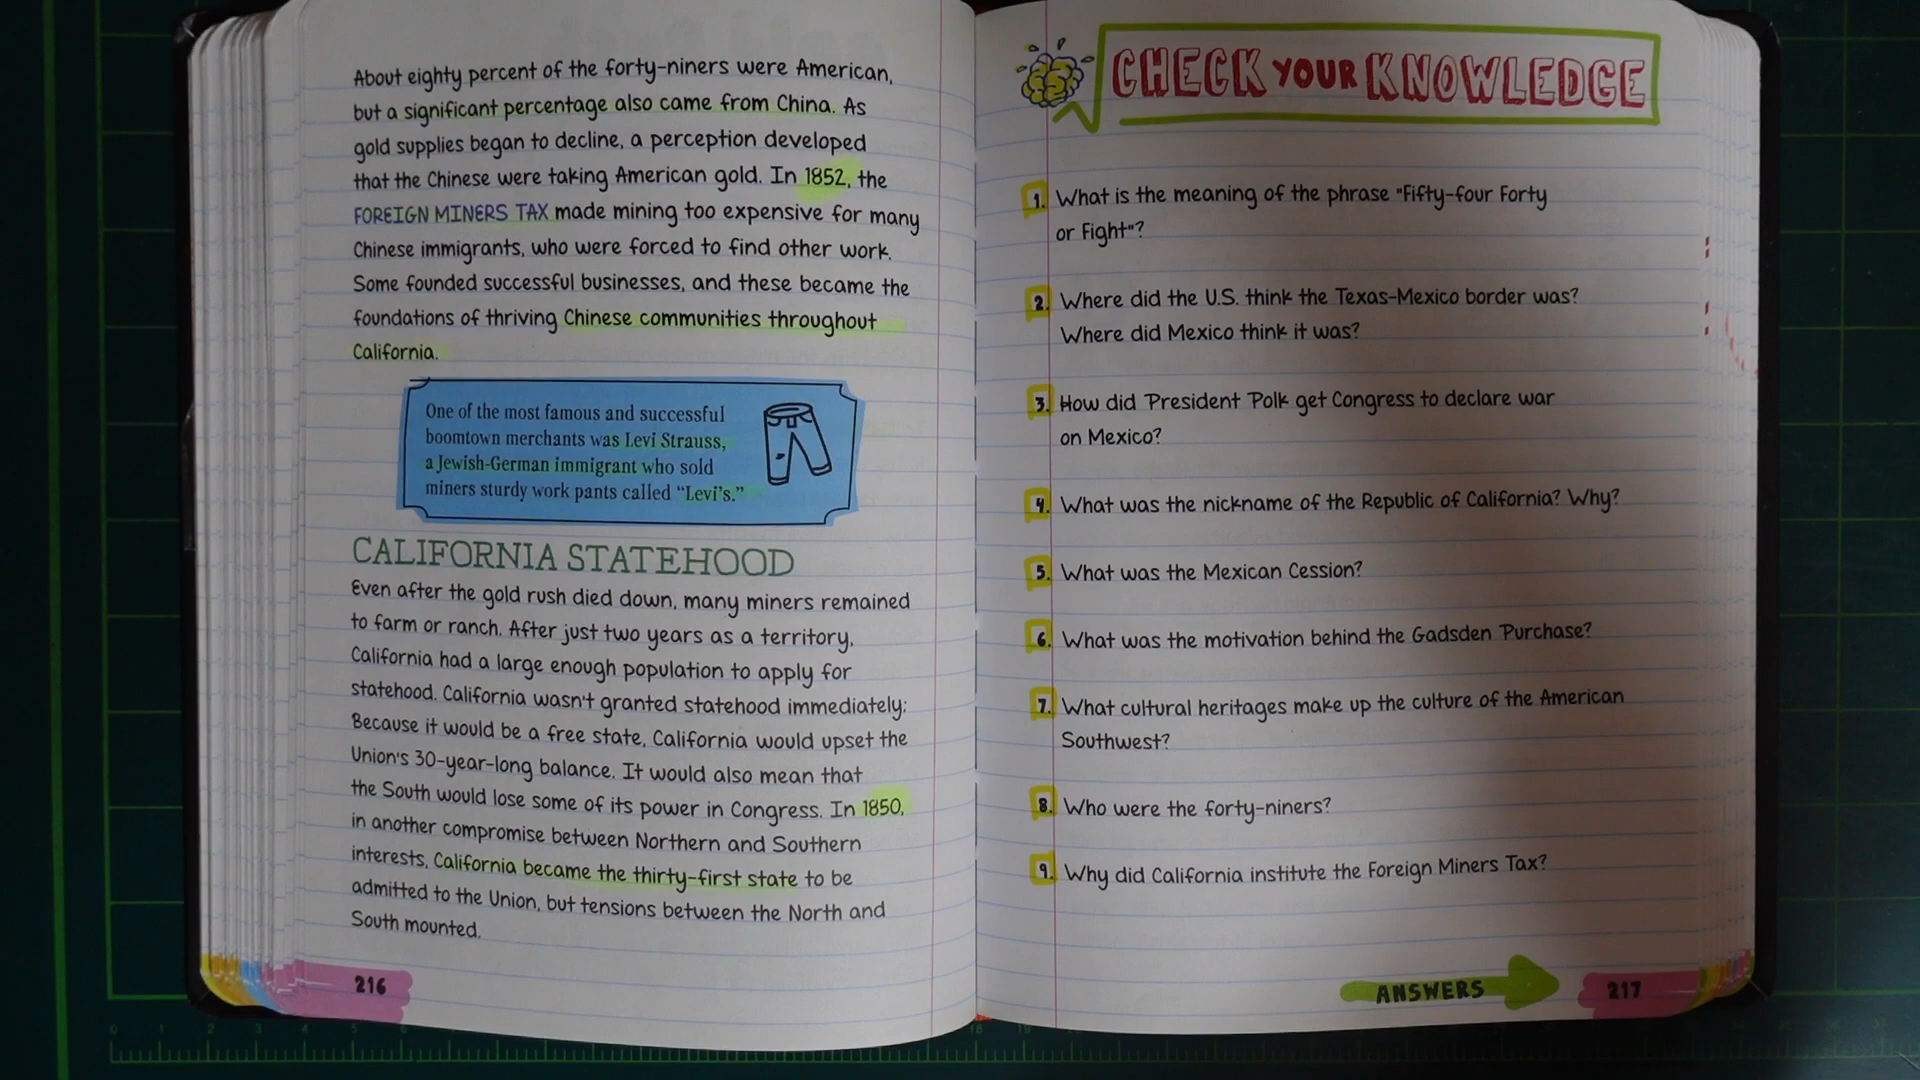 About eighty percent of the forty-niners were American,
but a significant percentage also came from China. As
gold supplies began to decline, a perception developed
that the Chinese were taking American gold. In 1852, the
FOREIGN MINERS TAX made mining too expensive for many
Chinese immigrants, who were forced to find other work.
Some founded successful businesses, and these became the
foundations of thriving Chinese communities throughout
California.
One of the most famous and successful
boomtown merchants was Levi Strauss,
a Jewish-German immigrant who sold
miners sturdy work pants called “Levi’s.”
CALIFORNIA STATEHOOD
Even after the gold rush died down, many miners remained
to farm or ranch. After just two years as a territory,
California had a large enough population to apply for
statehood. California wasn't granted statehood immediately:
Because it would be a free state, California would upset the
Union's 30-year-long balance. It would also mean that
the South would lose some of its power in Congress. In 1850,
in another compromise between Northern and Southern
interests, California became the thirty-first state to be
admitted to the Union, but tensions between the North and
South mounted.
216
CHECK YOUR KNOWLEDGE
1. What is the meaning of the phrase "Fifty-four Forty
or Fight"?
2. Where did the U.S. think the Texas-Mexico border was?
Where did Mexico think it was?
3. How did President Polk get Congress to declare war
on Mexico?
4. What was the nickname of the Republic of California? Why?
5. What was the Mexican Cession?
6. What was the motivation behind the Gadsden Purchase?
7. What cultural heritages make up the culture of the American
Southwest?
8. Who were the forty-niners?
9. Why did California institute the Foreign Miners Tax?
ANSWERS
217
0 1 2 3 4 5 6
18 19